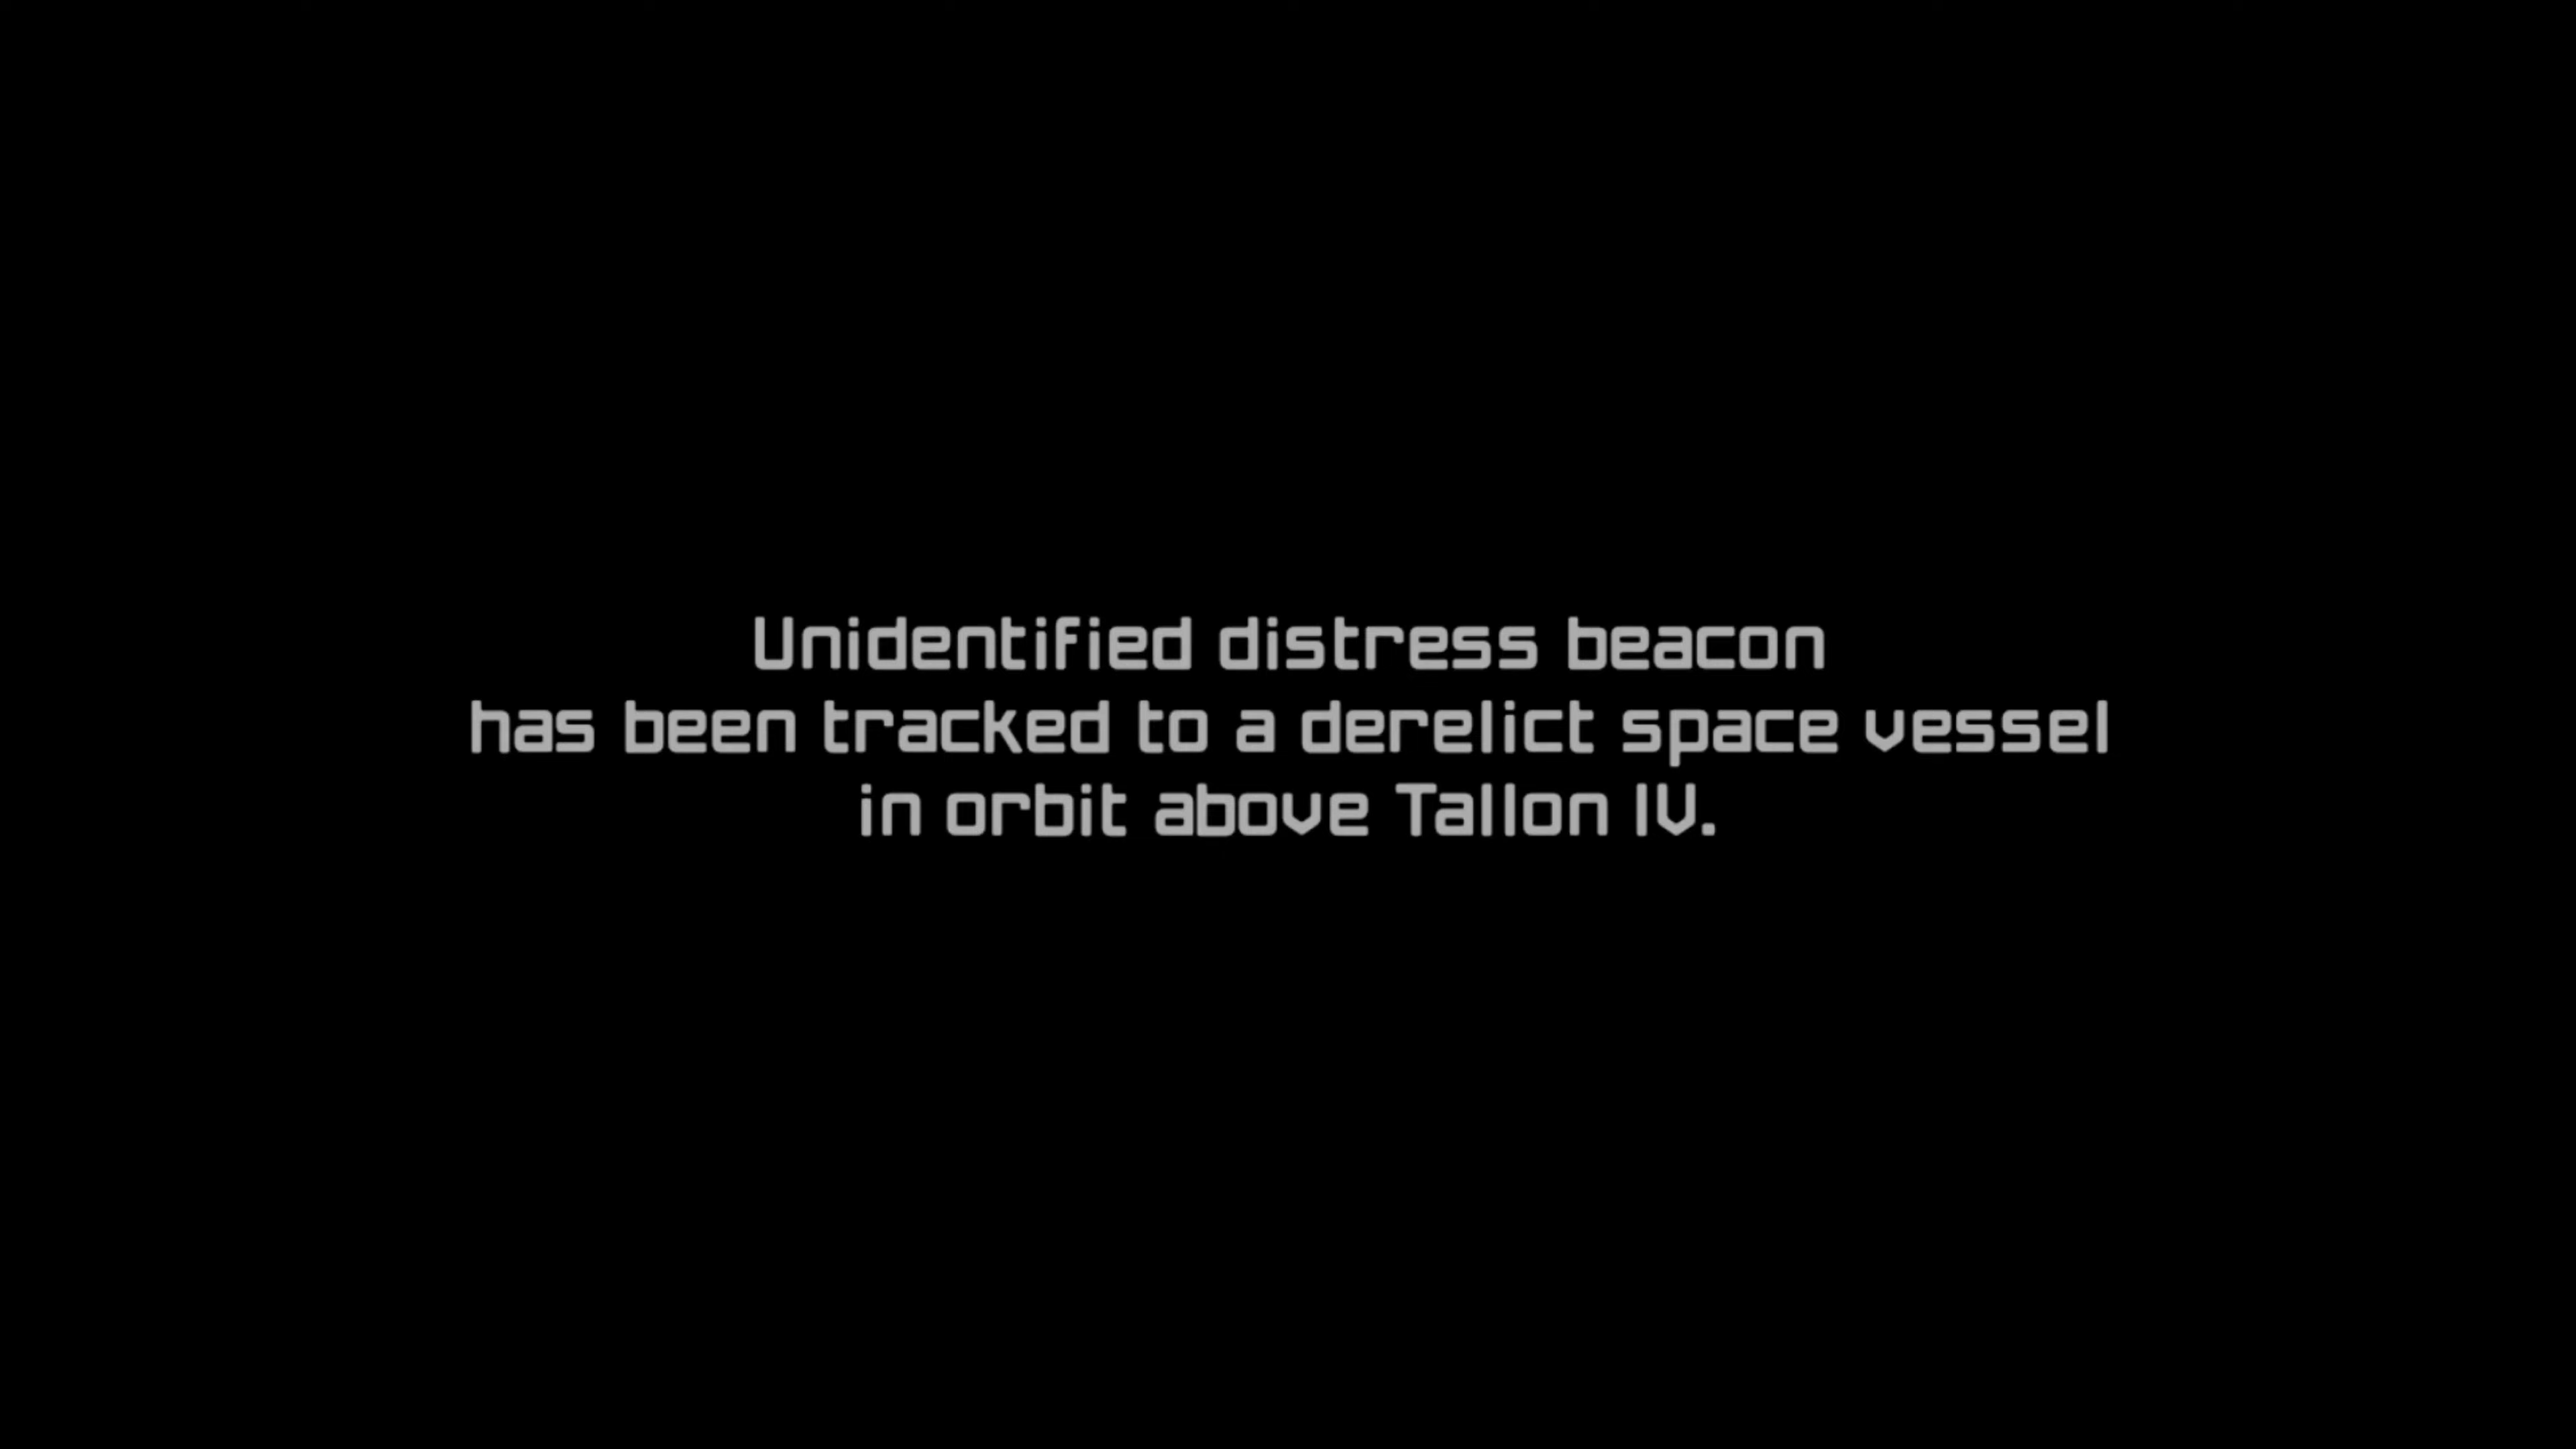 Unidentified distress beacon
has been tracked to a derelict space vessel
in orbit above Tallon IV.